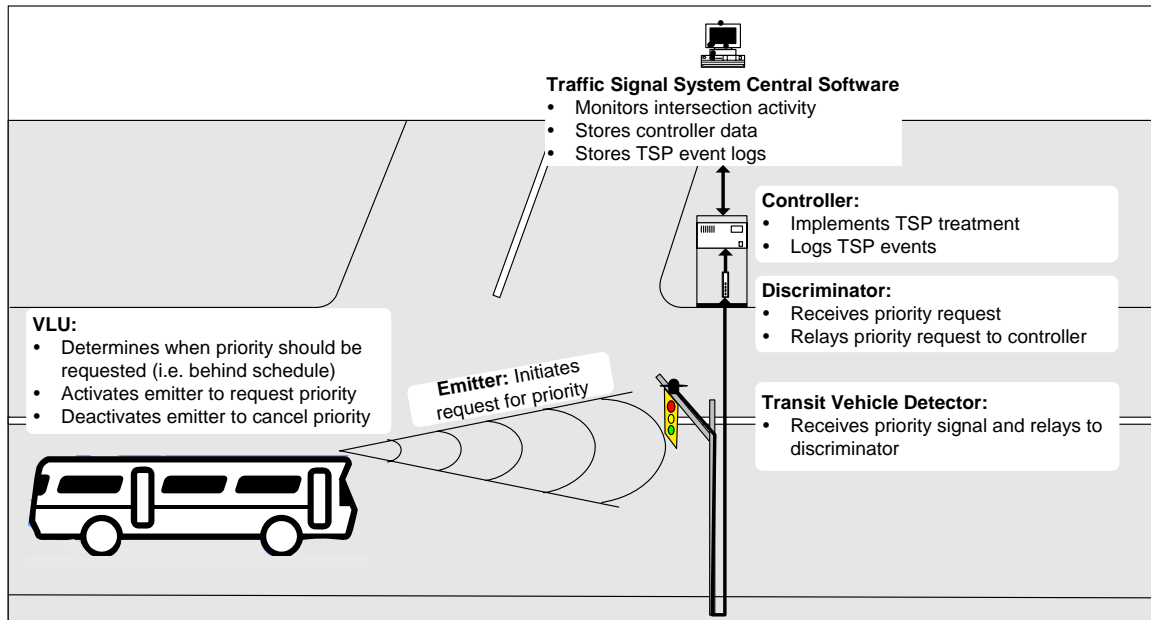 Traffic Signal System Central Software
• Monitors intersection activity
• Stores controller data
• Stores TSP event logs
Controller:
• Implements TSP treatment
• Logs TSP events
Discriminator:
• Receives priority request
• Relays priority request to controller
VLU:
• Determines when priority should be
requested (i.e. behind schedule)
• Activates emitter to request priority
• Deactivates emitter to cancel priority
Emitter: Initiates
request for priority
Transit Vehicle Detector:
• Receives priority signal and relays to
discriminator